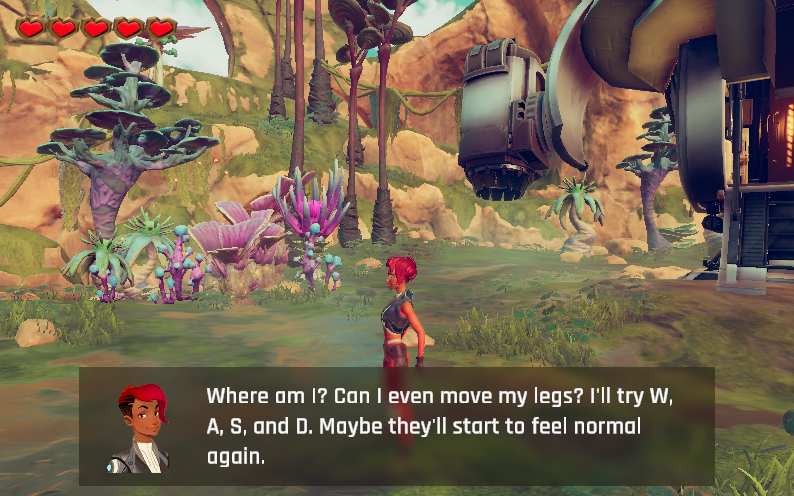 Where am I? Can I even move my legs? I'll try W,
A, S, and D. Maybe they'll start to feel normal
again.